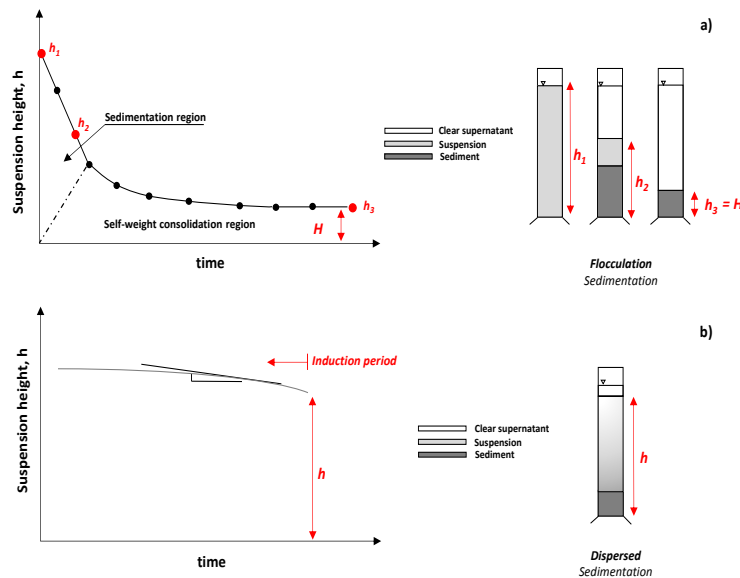 a)
Suspension height, h
h1
h2
Sedimentation region
Self-weight consolidation region
H
h3
time
Clear supernatant
Suspension
Sediment
h1
h2
h3 = H
Flocculation
Sedimentation
b)
Suspension height, h
Induction period
h
time
Clear supernatant
Suspension
Sediment
h
Dispersed
Sedimentation